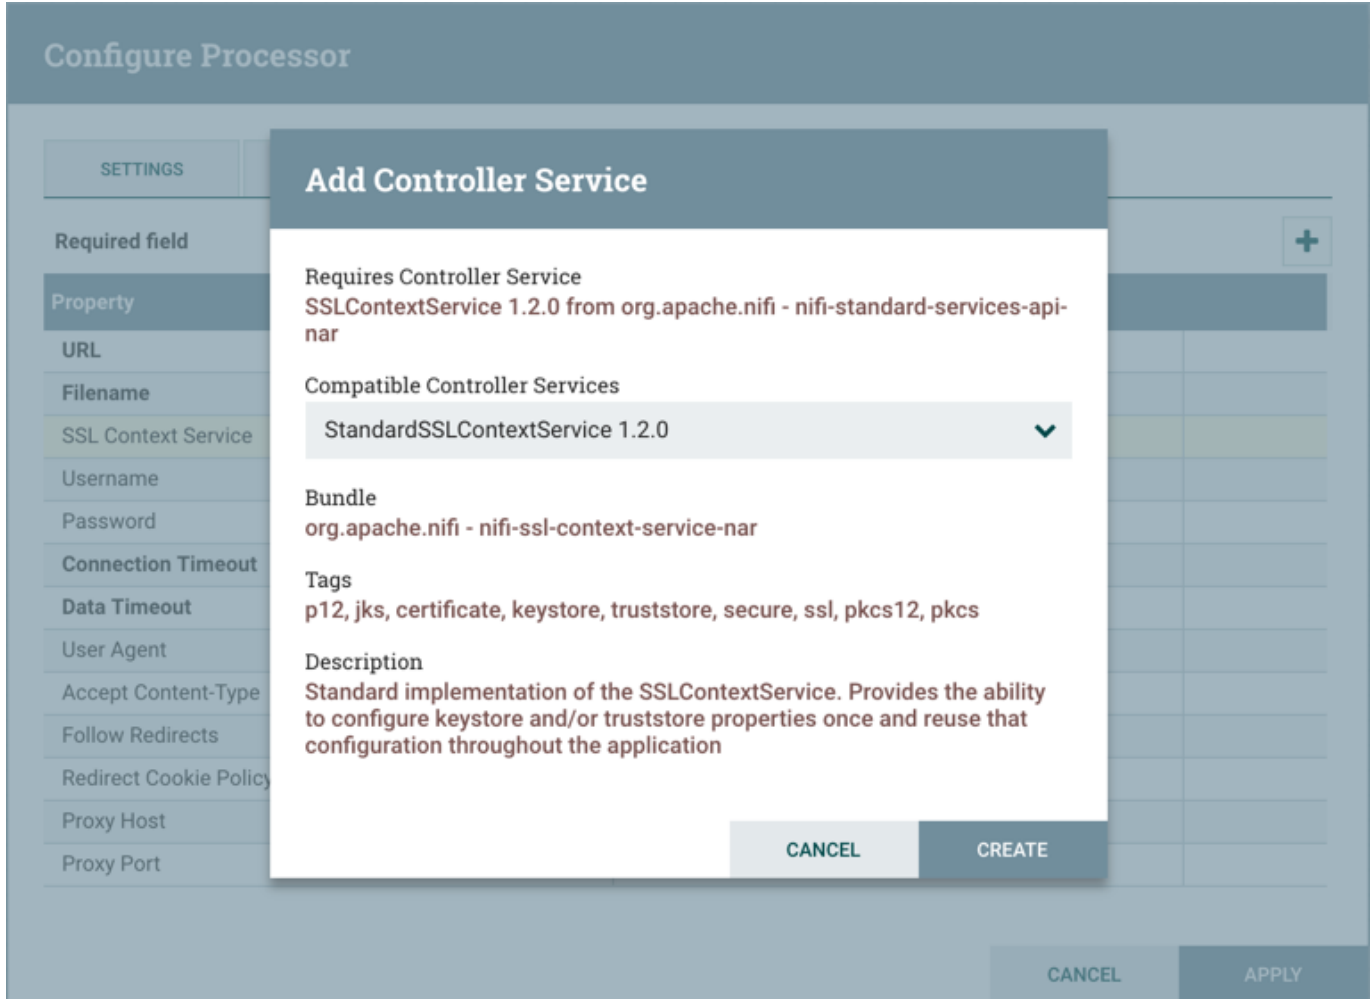 Configure Processor
SETTINGS
Add Controller Service
Required field
Requires Controller Service
SSLContextService 1.2.0 from org.apache.nifi - nifi-standard-services-api-
nar
Property
URL
Compatible Controller Services
Filename
StandardSSLContextService 1.2.0
SSL Context Service
Username
Bundle
Password
org.apache.nifi - nifi-ssl-context-service-nar
Connection Timeout
Tags
Data Timeout
p12, jks, certificate, keystore, truststore, secure, ssl, pkcs12, pkcs
User Agent
Description
Accept Content-Type
Standard implementation of the SSLContextService. Provides the ability
to configure keystore and/or truststore properties once and reuse that
configuration throughout the application
Follow Redirects
Redirect Cookie Policy
Proxy Host
Proxy Port
CANCEL
CREATE
CANCEL
APPLY